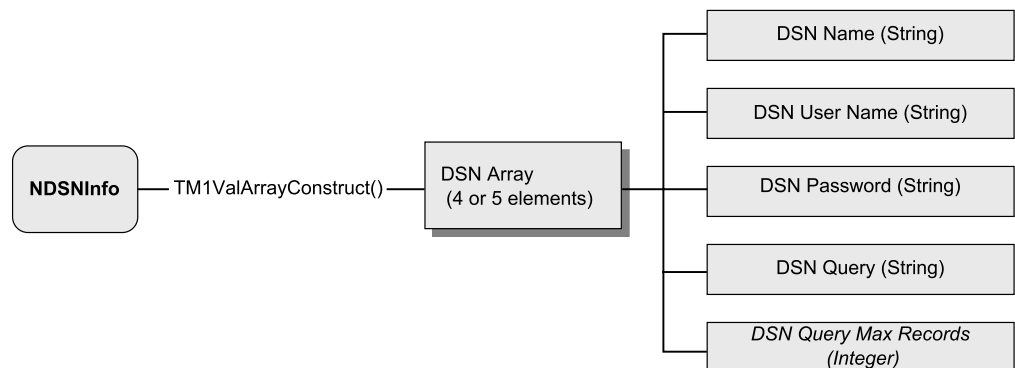 NDSNInfo
TM1ValArrayConstruct()
DSN Array
(4 or 5 elements)
DSN Name (String)
DSN User Name (String)
DSN Password (String)
DSN Query (String)
DSN Query Max Records
(Integer)